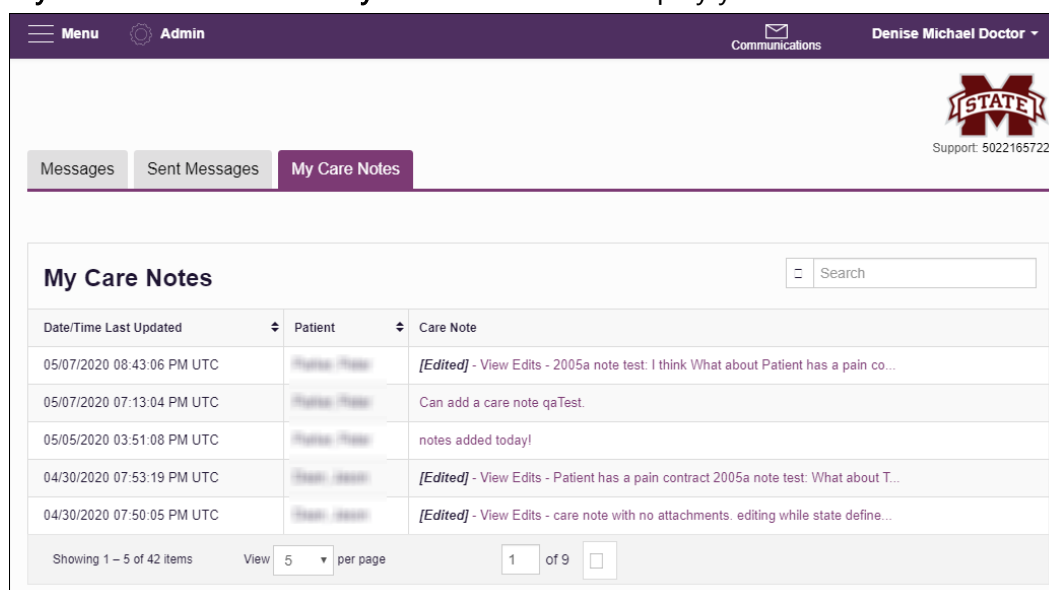 Menu Admin Communications Denise Michael Doctor
STATE
Support: 5022165722
Messages Sent Messages My Care Notes
My Care Notes Search
Date/Time Last Updated Patient Care Note
05/07/2020 08:43:06 PM UTC [Edited] - View Edits - 2005a note test: I think What about Patient has a pain co...
05/07/2020 07:13:04 PM UTC Can add a care note qaTest.
05/05/2020 03:51:08 PM UTC notes added today!
04/30/2020 07:53:19 PM UTC [Edited] - View Edits - Patient has a pain contract 2005a note test: What about T...
04/30/2020 07:50:05 PM UTC [Edited] - View Edits - care note with no attachments. editing while state define...
Showing 1 – 5 of 42 items View 5 per page 1 of 9